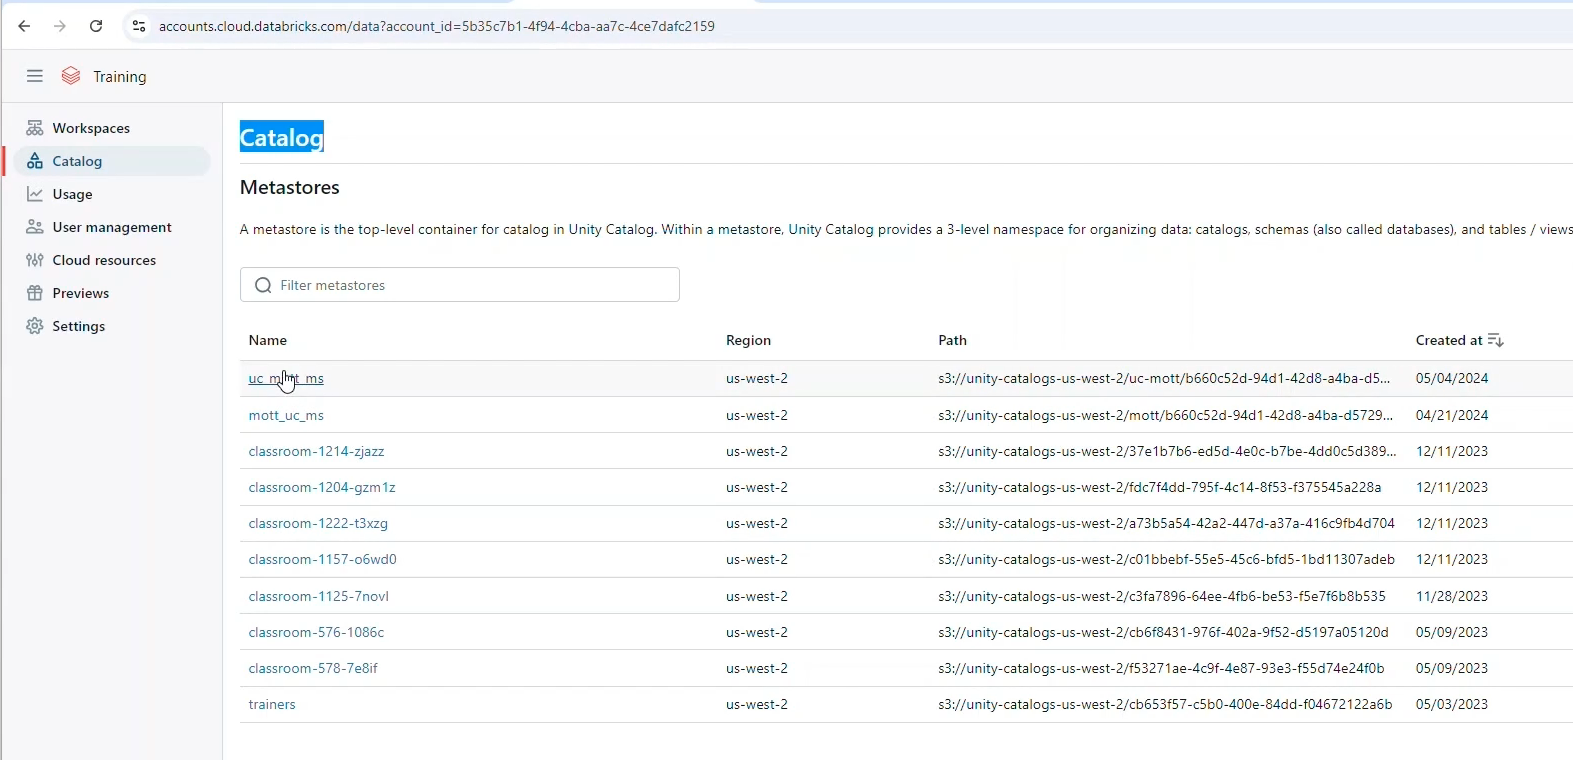 accounts.cloud.databricks.com/data?account_id=5b35c7b1-4f94-4cba-aa7c-4ce7dafc2159
Training
Workspaces
Catalog
Usage
User management
Cloud resources
Previews
Settings
Catalog
Metastores
A metastore is the top-level container for catalog in Unity Catalog. Within a metastore, Unity Catalog provides a 3-level namespace for organizing data: catalogs, schemas (also called databases), and tables / views
Filter metastores
Name Region Path Created at
uc_mott_ms us-west-2 s3://unity-catalogs-us-west-2/uc-mott/b660c52d-94d1-42d8-a4ba-d5... 05/04/2024
mott_uc_ms us-west-2 s3://unity-catalogs-us-west-2/mott/b660c52d-94d1-42d8-a4ba-d5729... 04/21/2024
classroom-1214-zjazz us-west-2 s3://unity-catalogs-us-west-2/37e1b7b6-ed5d-4e0c-b7be-4dd0c5d389... 12/11/2023
classroom-1204-gzm1z us-west-2 s3://unity-catalogs-us-west-2/fdc7f4dd-795f-4c14-8f53-f375545a228a 12/11/2023
classroom-1222-t3xzg us-west-2 s3://unity-catalogs-us-west-2/a73b5a54-42a2-447d-a37a-416c9fb4d704 12/11/2023
classroom-1157-o6wd0 us-west-2 s3://unity-catalogs-us-west-2/c01bbebf-55e5-45c6-bfd5-1bd11307adeb 12/11/2023
classroom-1125-7novl us-west-2 s3://unity-catalogs-us-west-2/c3fa7896-64ee-4fb6-be53-f5e7f6b8b535 11/28/2023
classroom-576-1086c us-west-2 s3://unity-catalogs-us-west-2/cb6f8431-976f-402a-9f52-d5197a05120d 05/09/2023
classroom-578-7e8if us-west-2 s3://unity-catalogs-us-west-2/f53271ae-4c9f-4e87-93e3-f55d74e24f0b 05/09/2023
trainers us-west-2 s3://unity-catalogs-us-west-2/cb653f57-c5b0-400e-84dd-f04672122a6b 05/03/2023